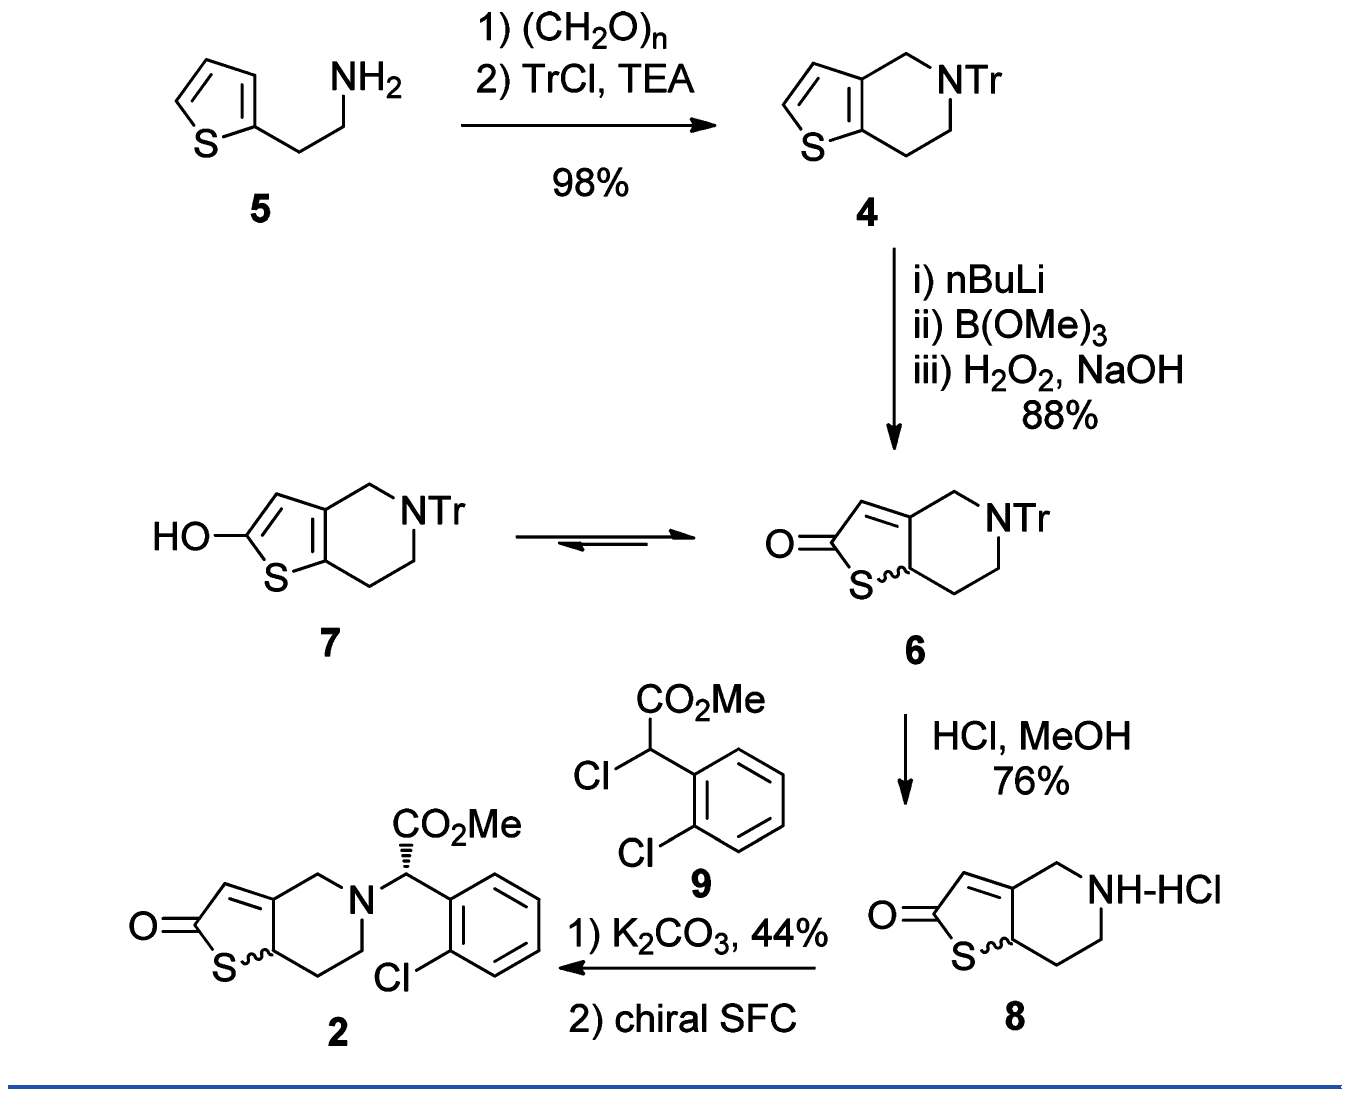 1) (CH2O)n
2) TrCl, TEA
98%
NH2
S
5
NTr
S
4
i) nBuLi
ii) B(OMe)3
iii) H2O2, NaOH
88%
HO
S
NTr
7
O
S
NTr
6
HCl, MeOH
76%
CO2Me
Cl
Cl
9
O
S
NH-HCl
8
1) K2CO3, 44%
2) chiral SFC
CO2Me
O
S
N
Cl
2